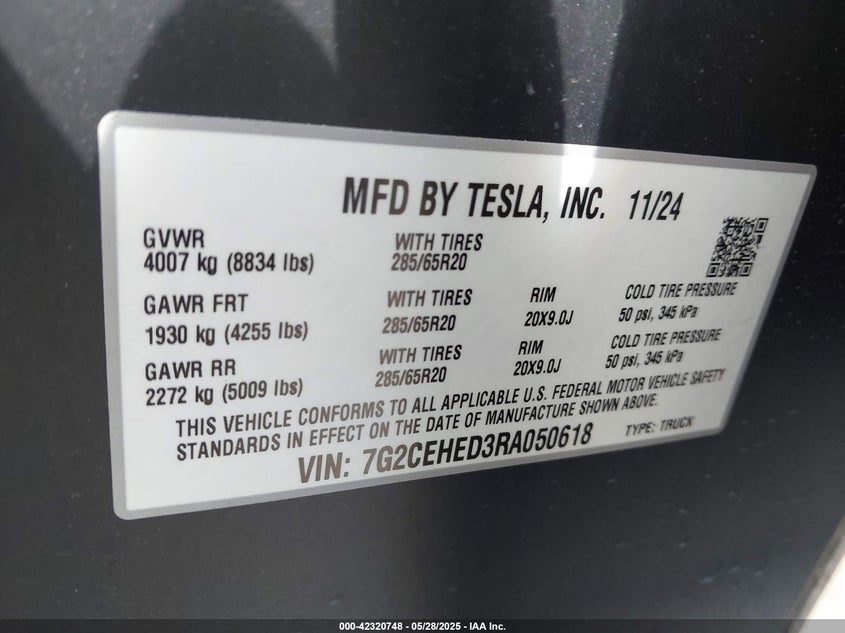 MFD BY TESLA, INC. 11/24
GVWR WITH TIRES
4007 kg (8834 lbs) 285/65R20
GAWR FRT WITH TIRES RIM COLD TIRE PRESSURE
1930 kg (4255 lbs) 285/65R20 20X9.0J 50 psi, 345 kPa
GAWR RR WITH TIRES RIM COLD TIRE PRESSURE
2272 kg (5009 lbs) 285/65R20 20X9.0J 50 psi, 345 kPa
THIS VEHICLE CONFORMS TO ALL APPLICABLE U.S. FEDERAL MOTOR VEHICLE SAFETY
STANDARDS IN EFFECT ON THE DATE OF MANUFACTURE SHOWN ABOVE.
VIN: 7G2CEHED3RA050618 TYPE: TRUCK
000-42320748 — 05/28/2025 — IAA Inc.